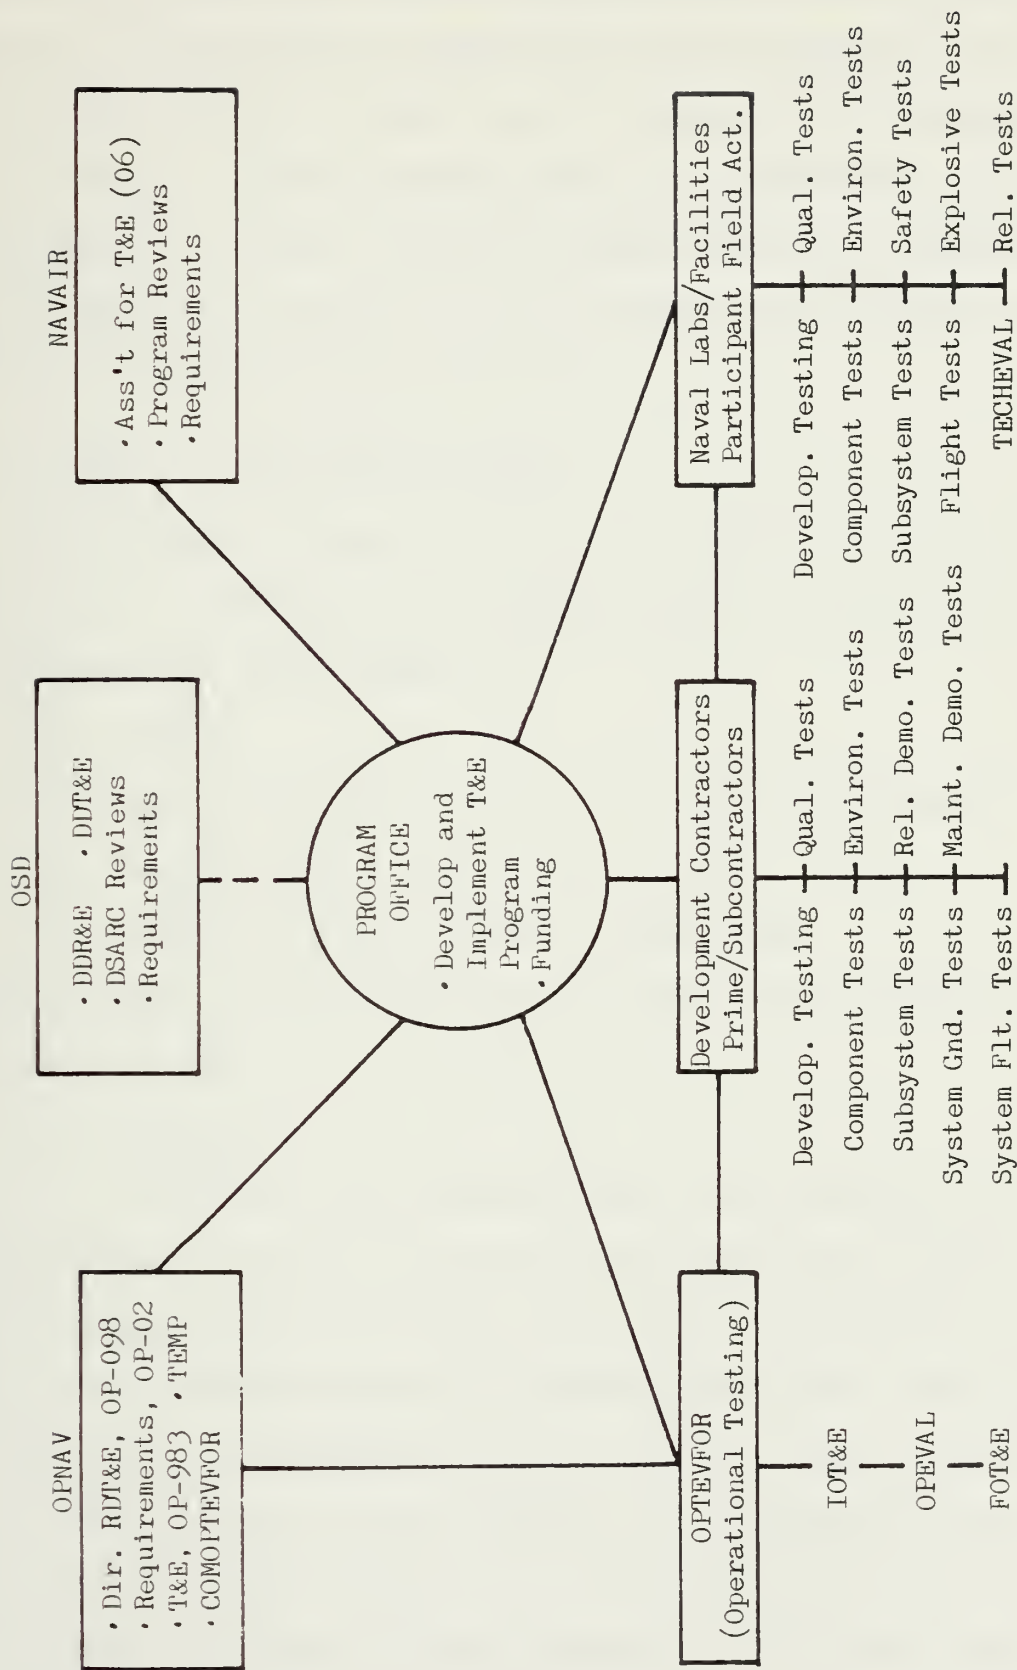 OPNAV
· Dir. RDT&E, OP-098
· Requirements, OP-02
· T&E, OP-983 · TEMP
· COMOPTEVFOR
OSD
· DDR&E · DDT&E
· DSARC Reviews
· Requirements
NAVAIR
· Ass't for T&E (06)
· Program Reviews
· Requirements
PROGRAM
OFFICE
· Develop and
Implement T&E
Program
· Funding
OPTEVFOR
(Operational Testing)
IOT&E
OPEVAL
FOT&E
Development Contractors
Prime/Subcontractors
Develop. Testing Qual. Tests
Component Tests Environ. Tests
Subsystem Tests Rel. Demo. Tests
System Gnd. Tests Maint. Demo. Tests
System Flt. Tests
Naval Labs/Facilities
Participant Field Act.
Develop. Testing Qual. Tests
Component Tests Environ. Tests
Subsystem Tests Safety Tests
Flight Tests Explosive Tests
TECHEVAL Rel. Tests